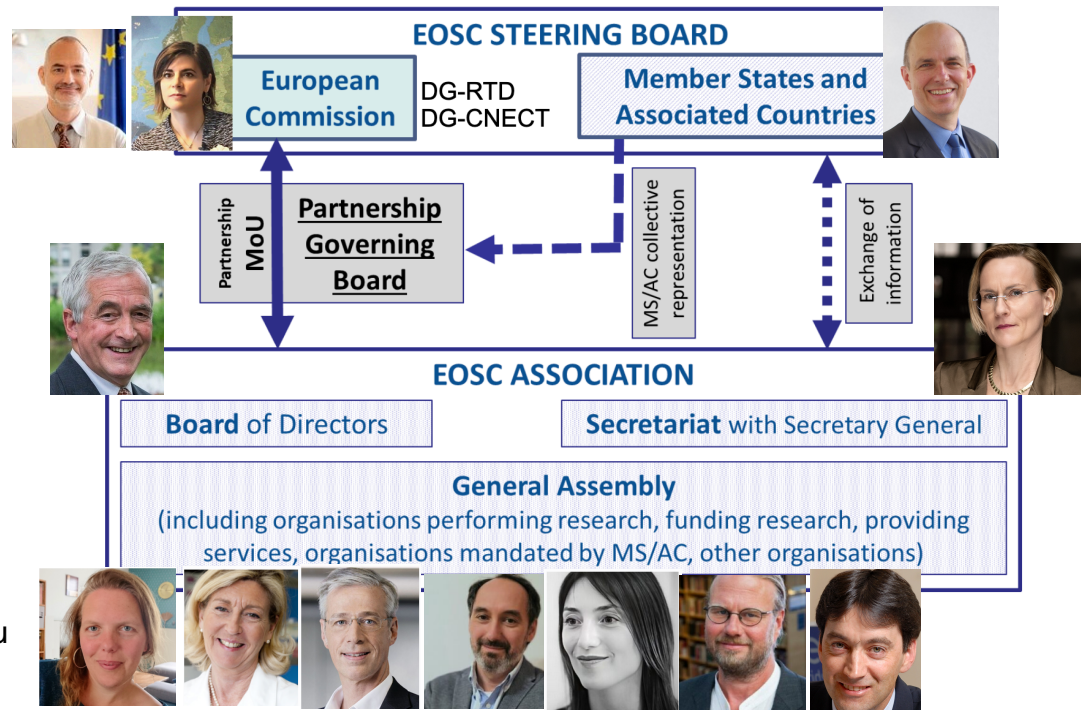 EOSC STEERING BOARD
European
Commission
DG-RTD
DG-CNECT
Member States and
Associated Countries
Partnership
MoU
Partnership
Governing
Board
MS/AC collective
representation
Exchange of
information
EOSC ASSOCIATION
Board of Directors
Secretariat with Secretary General
General Assembly
(including organisations performing research, funding research, providing
services, organisations mandated by MS/AC, other organisations)
u